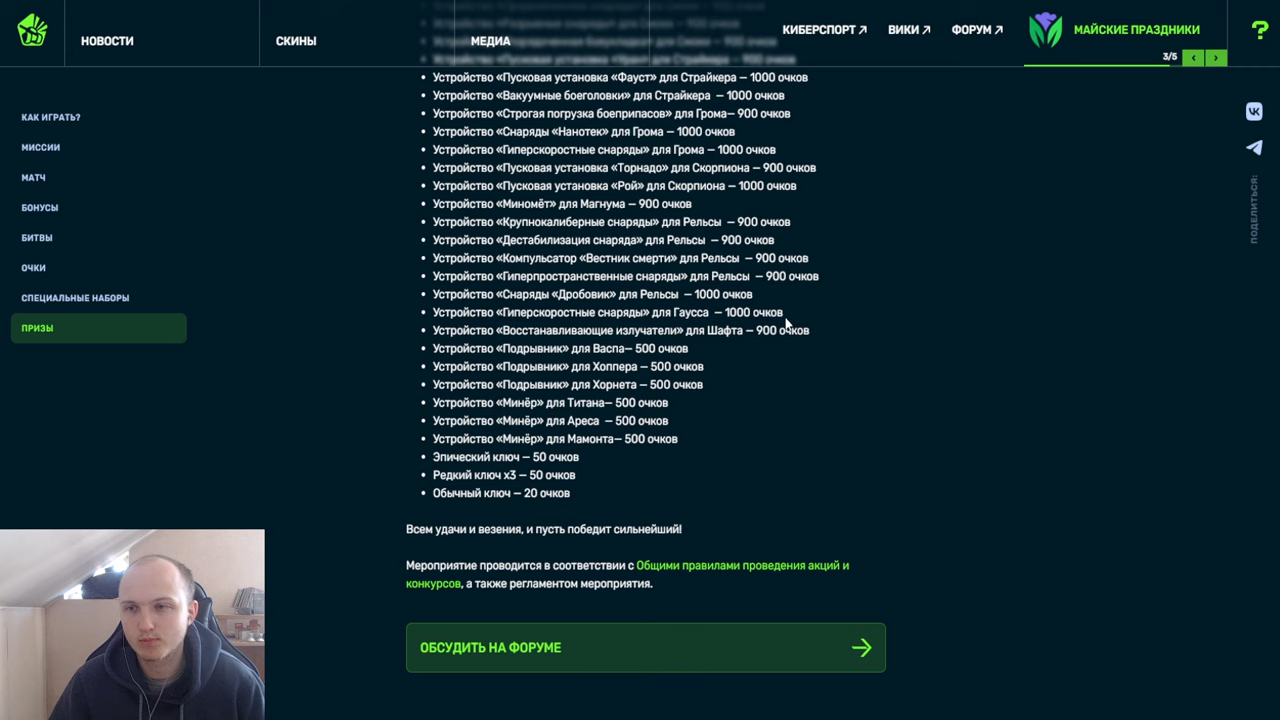 НОВОСТИ
СКИНЫ
МЕДИА
КИБЕРСПОРТ
ВИКИ
ФОРУМ
МАЙСКИЕ ПРАЗДНИКИ
3/5
КАК ИГРАТЬ?
МИССИИ
МАТЧ
БОНУСЫ
БИТВЫ
ОЧКИ
СПЕЦИАЛЬНЫЕ НАБОРЫ
ПРИЗЫ
Устройство «Пусковая установка «Фауст» для Страйкера — 1000 очков
Устройство «Вакуумные боеголовки» для Страйкера — 1000 очков
Устройство «Строгая погрузка боеприпасов» для Грома— 900 очков
Устройство «Снаряды «Нанотек» для Грома — 1000 очков
Устройство «Гиперскоростные снаряды» для Грома — 1000 очков
Устройство «Пусковая установка «Торнадо» для Скорпиона — 900 очков
Устройство «Пусковая установка «Рой» для Скорпиона — 1000 очков
Устройство «Миномёт» для Магнума — 900 очков
Устройство «Крупнокалиберные снаряды» для Рельсы — 900 очков
Устройство «Дестабилизация снаряда» для Рельсы — 900 очков
Устройство «Компульсатор «Вестник смерти» для Рельсы — 900 очков
Устройство «Гиперпространственные снаряды» для Рельсы — 900 очков
Устройство «Снаряды «Дробовик» для Рельсы — 1000 очков
Устройство «Гиперскоростные снаряды» для Гаусса — 1000 очков
Устройство «Восстанавливающие излучатели» для Шафта — 900 очков
Устройство «Подрывник» для Васпа— 500 очков
Устройство «Подрывник» для Хоппера — 500 очков
Устройство «Подрывник» для Хорнета — 500 очков
Устройство «Минёр» для Титана— 500 очков
Устройство «Минёр» для Ареса — 500 очков
Устройство «Минёр» для Мамонта— 500 очков
Эпический ключ — 50 очков
Редкий ключ x3 — 50 очков
Обычный ключ — 20 очков
Всем удачи и везения, и пусть победит сильнейший!
Мероприятие проводится в соответствии с Общими правилами проведения акций и
конкурсов, а также регламентом мероприятия.
ОБСУДИТЬ НА ФОРУМЕ
ПОДЕЛИТЬСЯ: